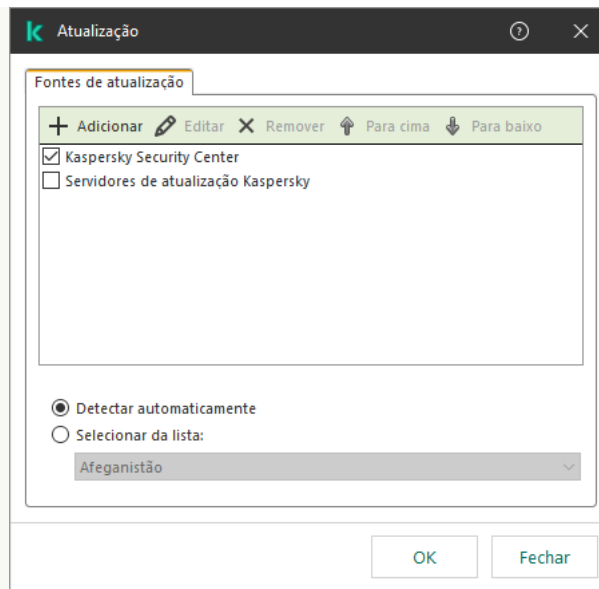 Atualização
Fontes de atualização
Adicionar Editar Remover Para cima Para baixo
Kaspersky Security Center
Servidores de atualização Kaspersky
Detectar automaticamente
Selecionar da lista:
Afeganistão
OK Fechar